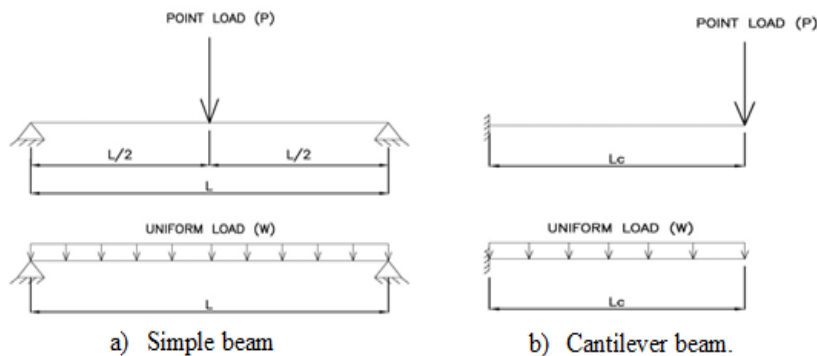 POINT LOAD (P)
L/2
L/2
L
UNIFORM LOAD (W)
L
a) Simple beam
POINT LOAD (P)
Lc
UNIFORM LOAD (W)
Lc
b) Cantilever beam.